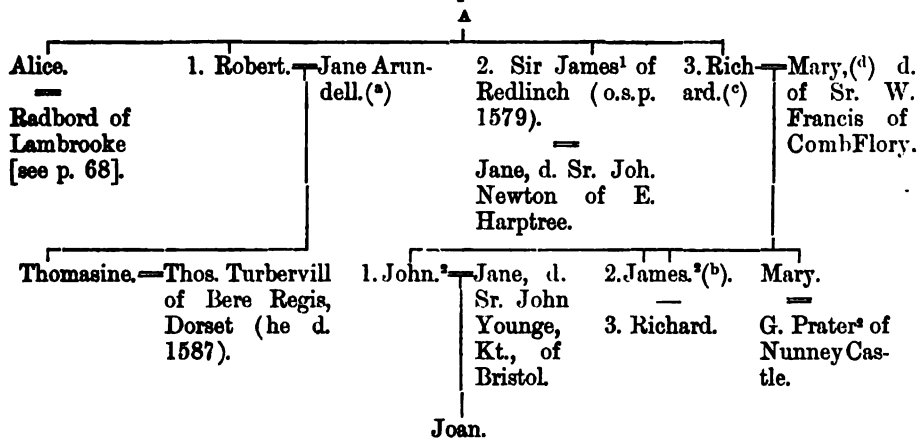 A
Alice.
=
Radbord of
Lambrooke
[see p. 68].
1. Robert.=Jane Arun-
dell.(a)
2. Sir James¹ of
Redlinch (o.s.p.
1579).
=
Jane, d. Sr. Joh.
Newton of E.
Harptree.
3. Rich-
ard.(c)
=Mary,(d) d.
of Sr. W.
Francis of
CombFlory.
Thomasine.=Thos. Turbervill
of Bere Regis,
Dorset (he d.
1587).
1. John.²=Jane, d.
Sr. John
Younge,
Kt., of
Bristol.
2. James.²(b).
—
3. Richard.
Mary.
=
G. Prater² of
Nunney Cas-
tle.
Joan.